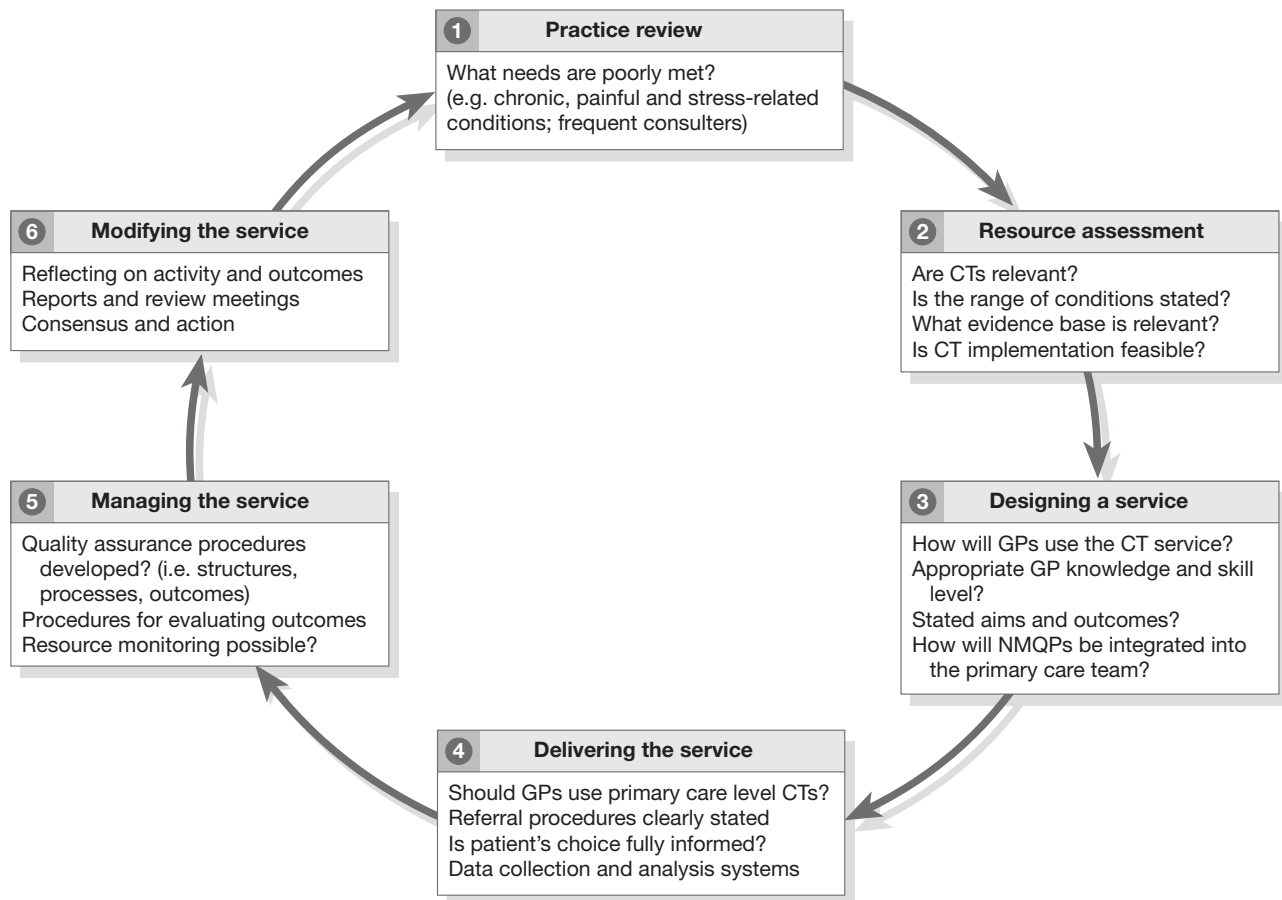 1 Practice review
What needs are poorly met?
(e.g. chronic, painful and stress-related
conditions; frequent consulters)
2 Resource assessment
Are CTs relevant?
Is the range of conditions stated?
What evidence base is relevant?
Is CT implementation feasible?
3 Designing a service
How will GPs use the CT service?
Appropriate GP knowledge and skill
level?
Stated aims and outcomes?
How will NMQPs be integrated into
the primary care team?
4 Delivering the service
Should GPs use primary care level CTs?
Referral procedures clearly stated
Is patient’s choice fully informed?
Data collection and analysis systems
5 Managing the service
Quality assurance procedures
developed? (i.e. structures,
processes, outcomes)
Procedures for evaluating outcomes
Resource monitoring possible?
6 Modifying the service
Reflecting on activity and outcomes
Reports and review meetings
Consensus and action